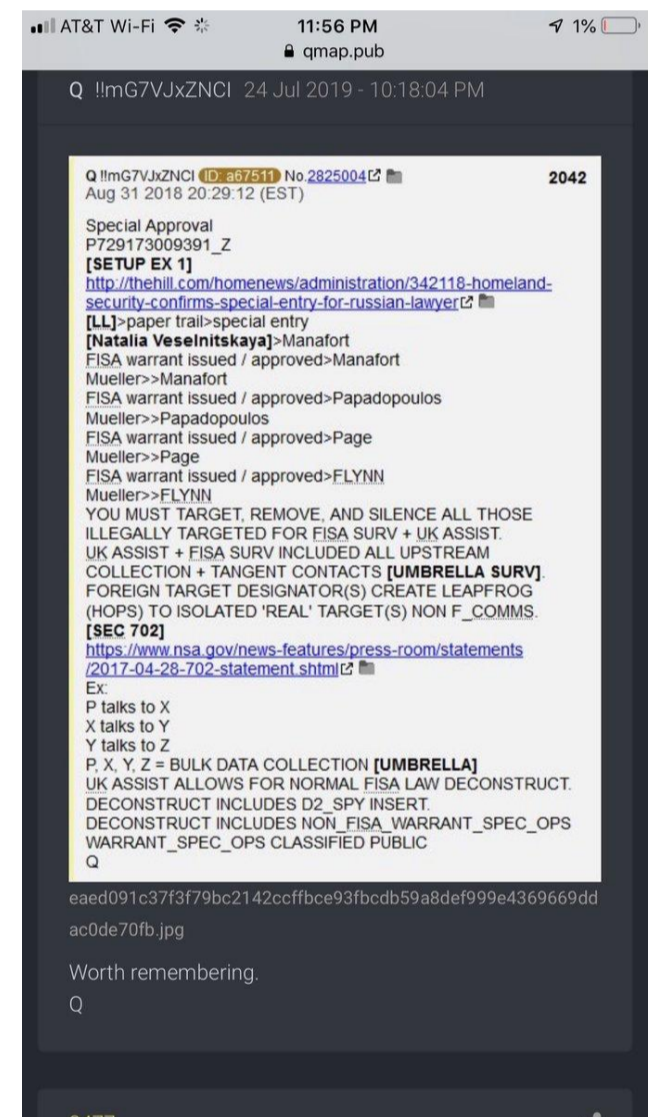 AT&T Wi-Fi 11:56 PM 1%
qmap.pub
Q !!mG7VJxZNCI 24 Jul 2019 - 10:18:04 PM
Q !!mG7VJxZNCI ID: a67511 No.2825004 2042
Aug 31 2018 20:29:12 (EST)
Special Approval
P729173009391_Z
[SETUP EX 1]
http://thehill.com/homenews/administration/342118-homeland-
security-confirms-special-entry-for-russian-lawyer
[LL]>paper trail>special entry
[Natalia Veselnitskaya]>Manafort
FISA warrant issued / approved>Manafort
Mueller>>Manafort
FISA warrant issued / approved>Papadopoulos
Mueller>>Papadopoulos
FISA warrant issued / approved>Page
Mueller>>Page
FISA warrant issued / approved>FLYNN
Mueller>>FLYNN
YOU MUST TARGET, REMOVE, AND SILENCE ALL THOSE
ILLEGALLY TARGETED FOR FISA SURV + UK ASSIST.
UK ASSIST + FISA SURV INCLUDED ALL UPSTREAM
COLLECTION + TANGENT CONTACTS [UMBRELLA SURV].
FOREIGN TARGET DESIGNATOR(S) CREATE LEAPFROG
(HOPS) TO ISOLATED 'REAL' TARGET(S) NON F_COMMS.
[SEC 702]
https://www.nsa.gov/news-features/press-room/statements
/2017-04-28-702-statement.shtml
Ex:
P talks to X
X talks to Y
Y talks to Z
P, X, Y, Z = BULK DATA COLLECTION [UMBRELLA]
UK ASSIST ALLOWS FOR NORMAL FISA LAW DECONSTRUCT.
DECONSTRUCT INCLUDES D2_SPY INSERT.
DECONSTRUCT INCLUDES NON_FISA_WARRANT_SPEC_OPS
WARRANT_SPEC_OPS CLASSIFIED PUBLIC
Q
eaed091c37f3f79bc2142ccffbce93fbcdb59a8def999e4369669dd
ac0de70fb.jpg
Worth remembering.
Q